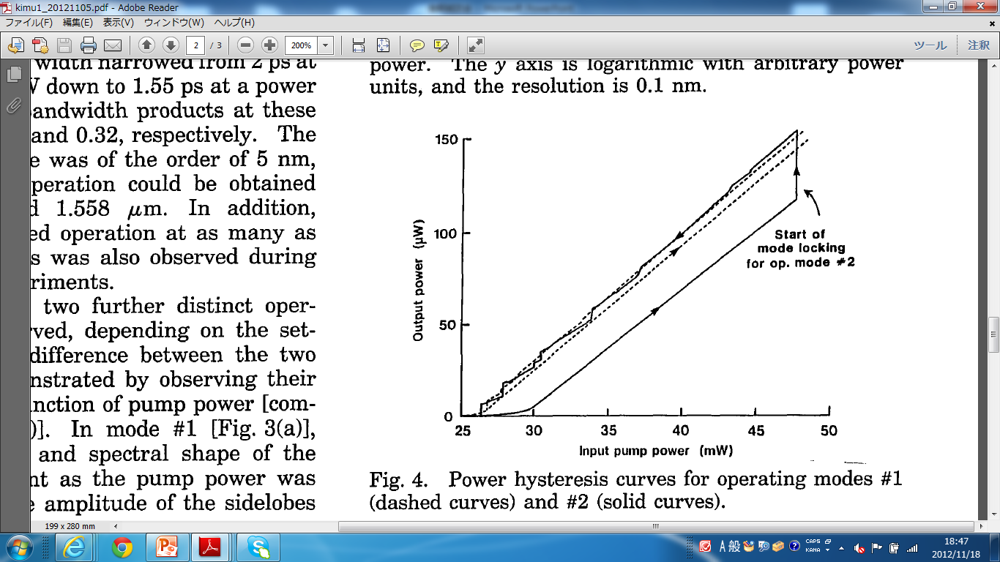 kimu1_20121105.pdf - Adobe Reader
ファイル(F) 編集(E) 表示(V) ウィンドウ(W) ヘルプ(H)
2 / 3 200% ツール 注釈
width narrowed from 2 ps at
V down to 1.55 ps at a power
bandwidth products at these
and 0.32, respectively. The
e was of the order of 5 nm,
peration could be obtained
d 1.558 μm. In addition,
ed operation at as many as
s was also observed during
riments.
two further distinct oper-
rved, depending on the set-
difference between the two
nstrated by observing their
unction of pump power [com-
)]. In mode #1 [Fig. 3(a)],
and spectral shape of the
nt as the pump power was
e amplitude of the sidelobes
power. The y axis is logarithmic with arbitrary power
units, and the resolution is 0.1 nm.
Output power (μW)
150
100
50
0
25 30 35 40 45 50
Input pump power (mW)
Start of
mode locking
for op. mode #2
Fig. 4. Power hysteresis curves for operating modes #1
(dashed curves) and #2 (solid curves).
199 x 280 mm
A 般
CAPS
KANA
18:47
2012/11/18